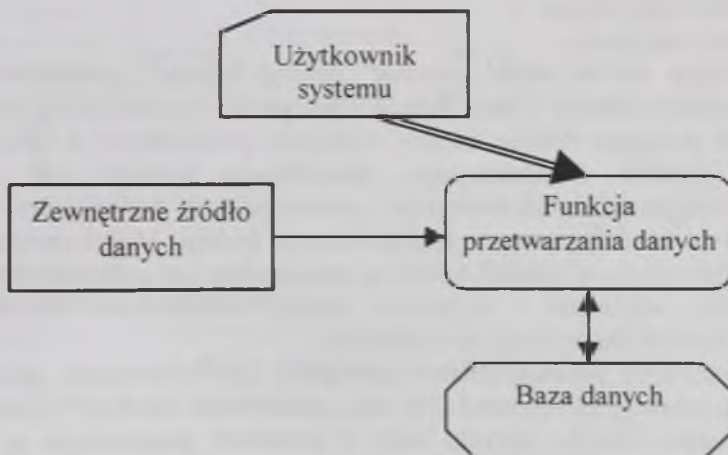 Użytkownik
systemu
Zewnętrzne źródło
danych
Funkcja
przetwarzania danych
Baza danych